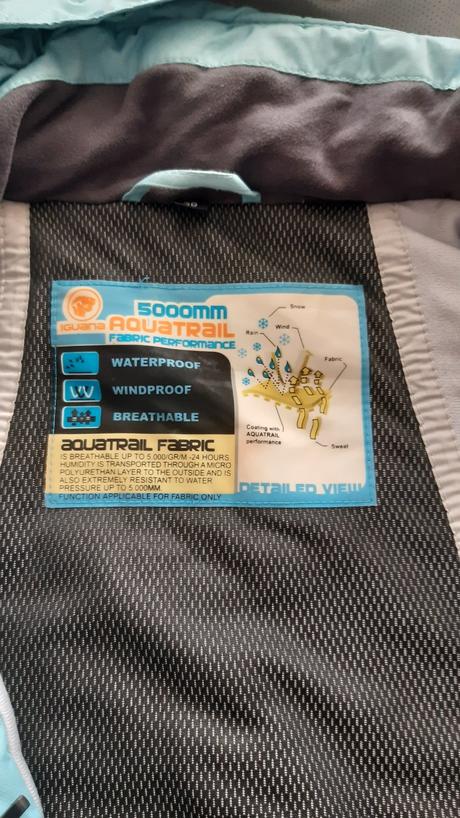 5000MM
IGUANA AQUATRAIL
FABRIC PERFORMANCE
WATERPROOF
WINDPROOF
BREATHABLE
AQUATRAIL FABRIC
IS BREATHABLE UP TO 5.000/GR/M -24 HOURS
HUMIDITY IS TRANSPORTED THROUGH A MICRO
POLYURETHAN LAYER TO THE OUTSIDE AND IS
ALSO EXTREMELY RESISTENT TO WATER
PRESSURE UP TO 5.000MM.
FUNCTION APPLICABLE FOR FABRIC ONLY
Snow
Rain
Wind
Fabric
Coating with
AQUATRAIL
performance
Sweat
DETAILED VIEW